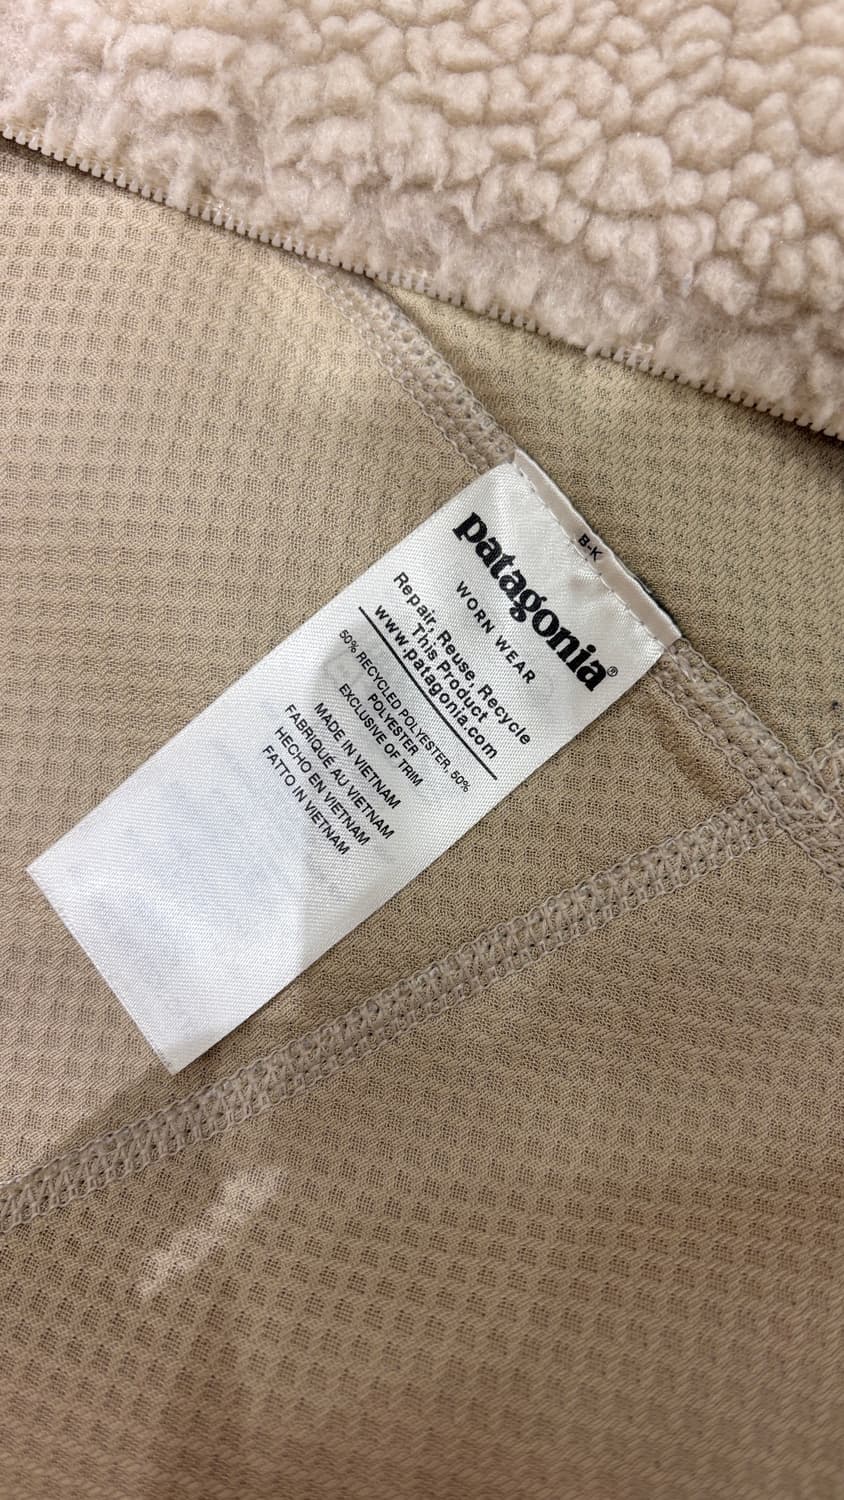 B-K
patagonia®
WORN WEAR
Repair, Reuse, Recycle
This Product
www.patagonia.com
50% RECYCLED POLYESTER, 50%
POLYESTER
EXCLUSIVE OF TRIM
MADE IN VIETNAM
FABRIQUÉ AU VIETNAM
HECHO EN VIETNAM
FATTO IN VIETNAM